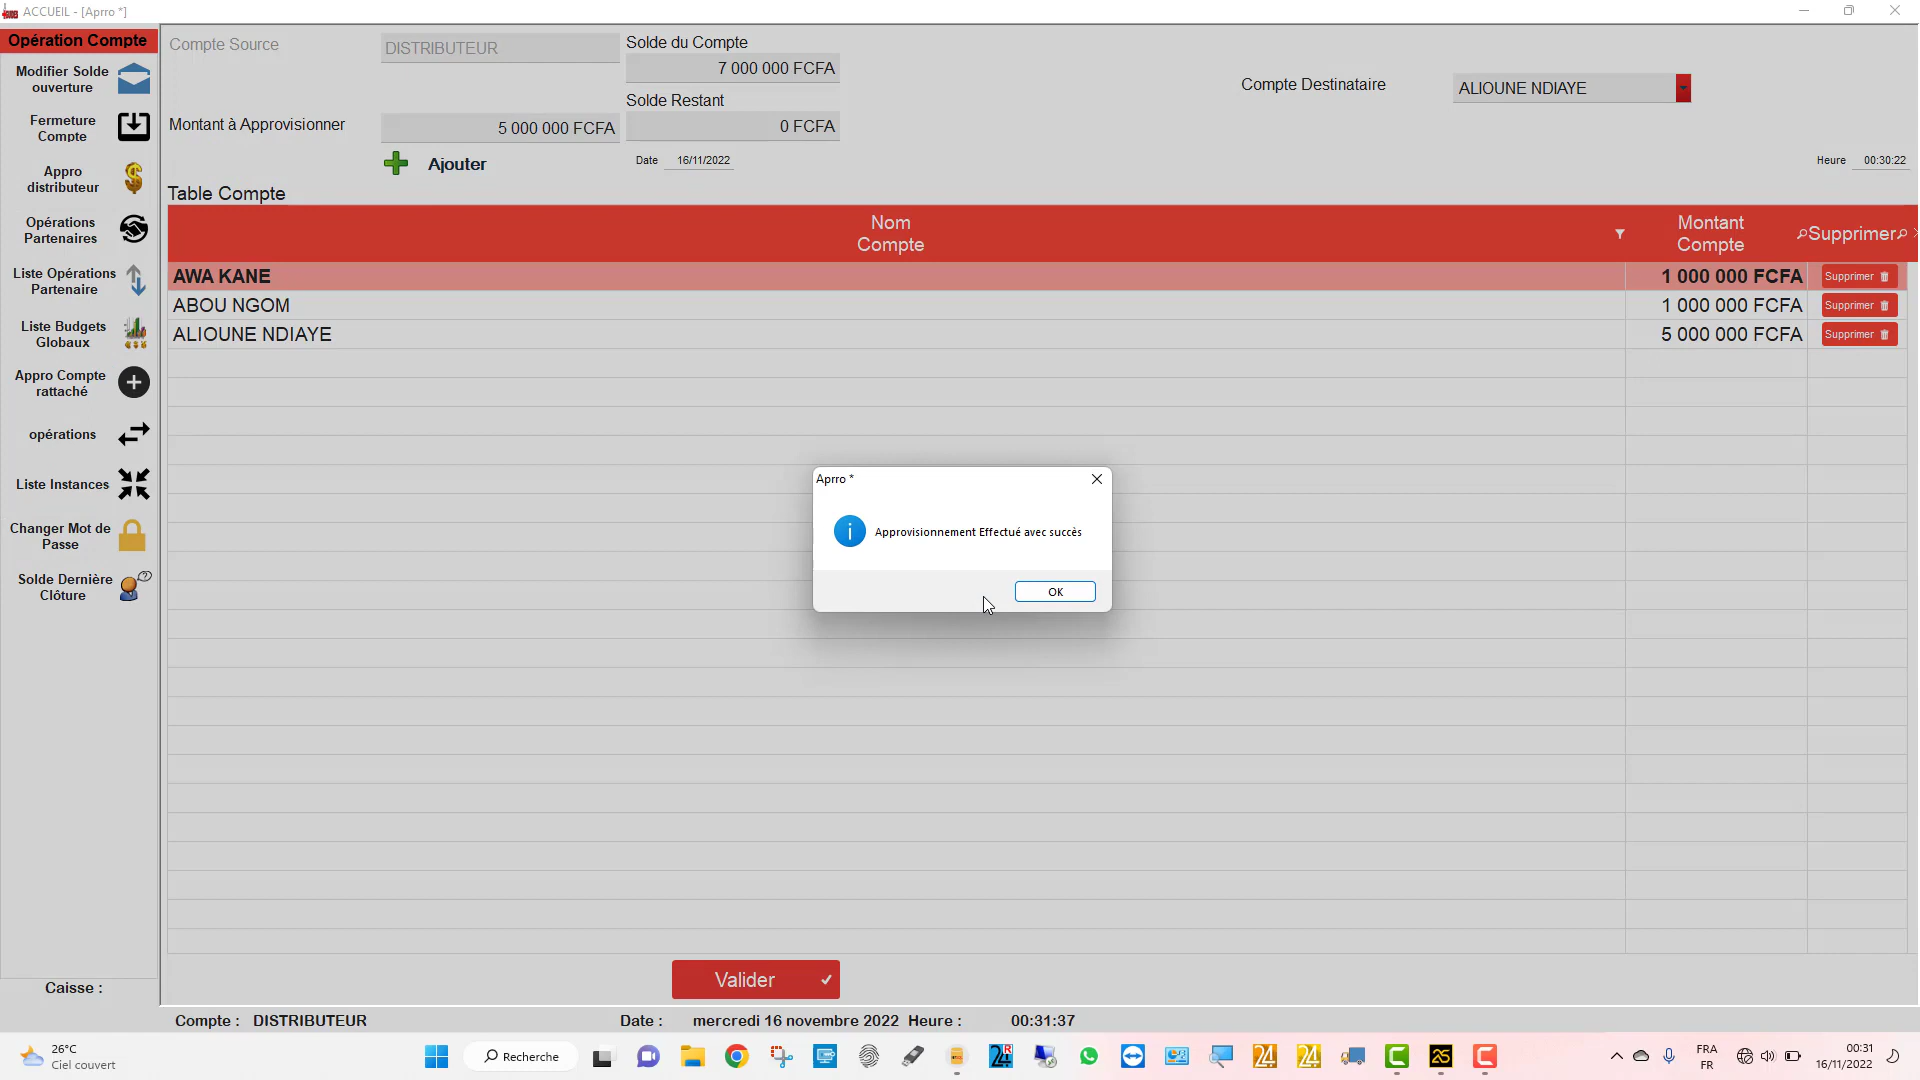 ACCUEIL - [Aprro *]
Opération Compte
Modifier Solde
ouverture
Fermeture
Compte
Appro
distributeur
Opérations
Partenaires
Liste Opérations
Partenaire
Liste Budgets
Globaux
Appro Compte
rattaché
opérations
Liste Instances
Changer Mot de
Passe
Solde Dernière
Clôture
Caisse :
Compte Source
DISTRIBUTEUR
Solde du Compte
7 000 000 FCFA
Solde Restant
0 FCFA
Compte Destinataire
ALIOUNE NDIAYE
Montant à Approvisionner
5 000 000 FCFA
Ajouter
Date 16/11/2022
Heure 00:30:22
Table Compte
Nom
Compte
Montant
Compte
Supprimer
AWA KANE 1 000 000 FCFA Supprimer
ABOU NGOM 1 000 000 FCFA Supprimer
ALIOUNE NDIAYE 5 000 000 FCFA Supprimer
Aprro *
Approvisionnement Effectué avec succès
OK
Valider
Compte : DISTRIBUTEUR Date : mercredi 16 novembre 2022 Heure : 00:31:37
26°C
Ciel couvert
Recherche
FRA
FR
00:31
16/11/2022